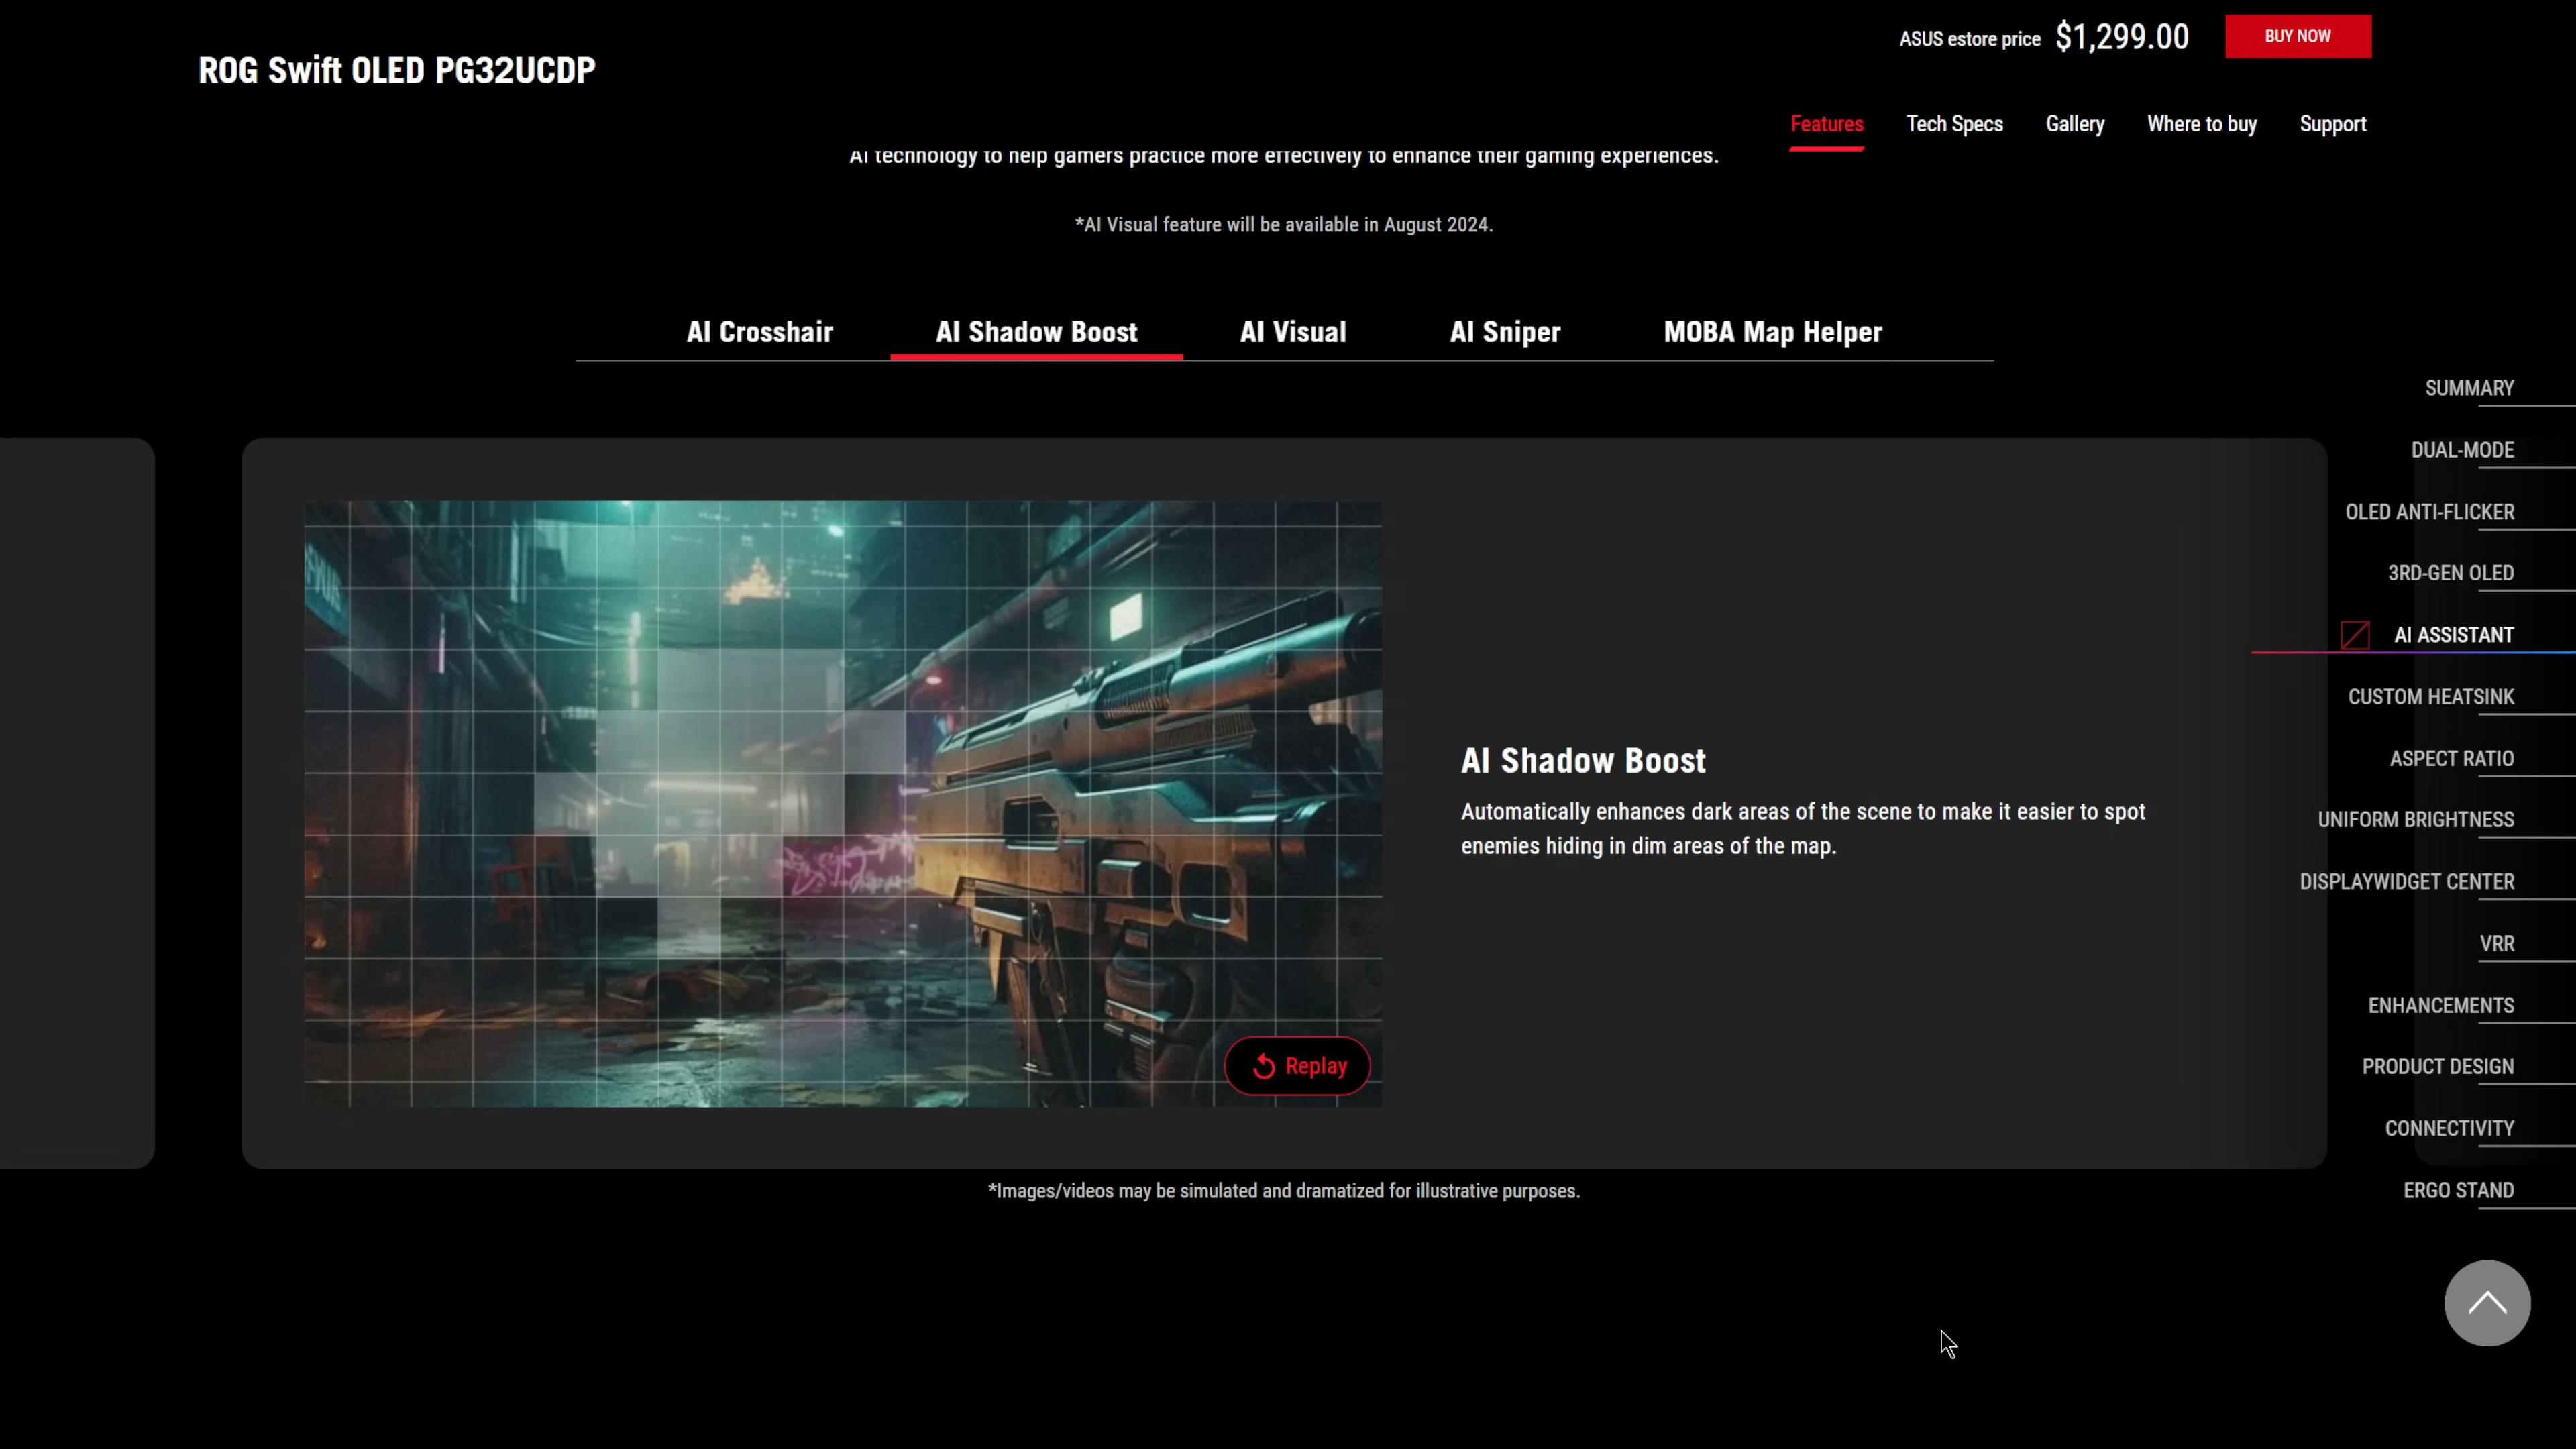 ASUS estore price $1,299.00
BUY NOW
ROG Swift OLED PG32UCDP
Features
Tech Specs
Gallery
Where to buy
Support
AI technology to help gamers practice more effectively to enhance their gaming experiences.
*AI Visual feature will be available in August 2024.
AI Crosshair
AI Shadow Boost
AI Visual
AI Sniper
MOBA Map Helper
AI Shadow Boost
Automatically enhances dark areas of the scene to make it easier to spot
enemies hiding in dim areas of the map.
Replay
*Images/videos may be simulated and dramatized for illustrative purposes.
SUMMARY
DUAL-MODE
OLED ANTI-FLICKER
3RD-GEN OLED
AI ASSISTANT
CUSTOM HEATSINK
ASPECT RATIO
UNIFORM BRIGHTNESS
DISPLAYWIDGET CENTER
VRR
ENHANCEMENTS
PRODUCT DESIGN
CONNECTIVITY
ERGO STAND